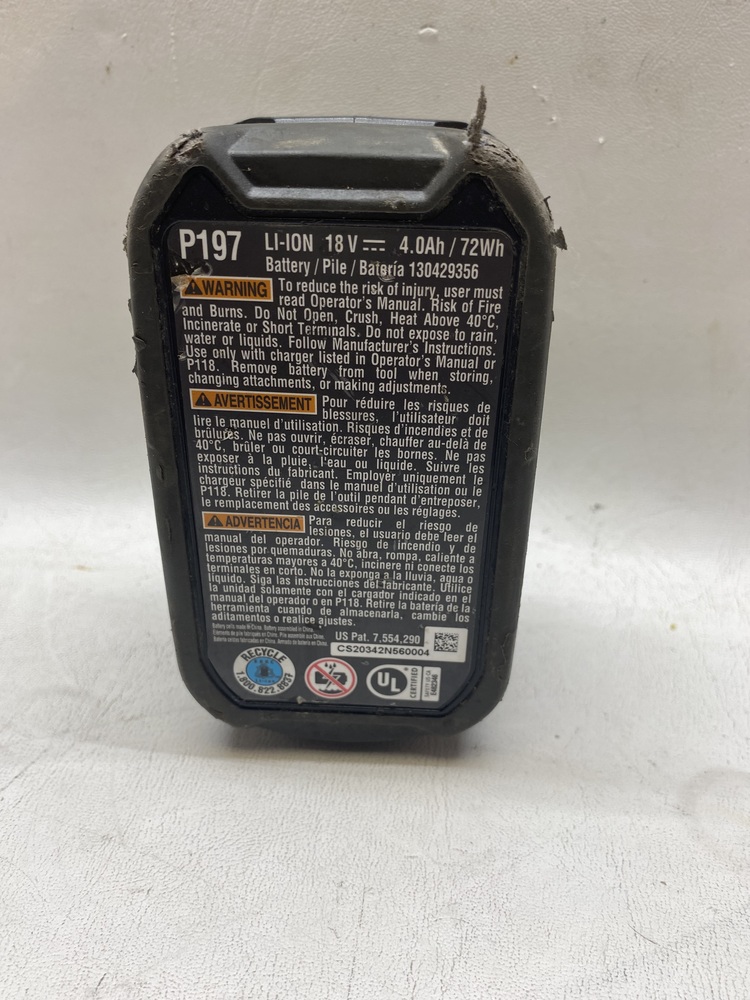 P197 LI-ION 18V 4.0Ah / 72Wh
Battery / Pile / Batería 130429356
WARNING To reduce the risk of injury, user must
read Operator's Manual. Risk of Fire
and Burns. Do Not Open, Crush, Heat Above 40°C,
Incinerate or Short Terminals. Do not expose to rain,
water or liquids. Follow Manufacturer's Instructions.
Use only with charger listed in Operator's Manual or
P118. Remove battery from tool when storing,
changing attachments, or making adjustments.
AVERTISSEMENT Pour réduire les risques de
blessures, l'utilisateur doit
lire le manuel d'utilisation. Risques d'incendies et de
brûlures. Ne pas ouvrir, écraser, chauffer au-delà de
40°C, brûler ou court-circuiter les bornes. Ne pas
exposer à la pluie, l'eau ou liquide. Suivre les
instructions du fabricant. Employer uniquement le
chargeur spécifié dans le manuel d'utilisation ou le
P118. Retirer la pile de l'outil pendant d'entreposer,
le remplacement des accessoires ou les réglages.
ADVERTENCIA Para reducir el riesgo de
lesiones, el usuario debe leer el
manual del operador. Riesgo de incendio y de
lesiones por quemaduras. No abra, rompa, caliente a
temperaturas mayores a 40°C, incinere ni conecte los
terminales en corto. No la exponga a la lluvia, agua o
líquido. Siga las instrucciones del fabricante. Utilice
la unidad solamente con el cargador indicado en el
manual del operador o en P118. Retire la batería de la
herramienta cuando de almacenarla, cambie los
aditamentos o realice ajustes.
Battery cells made in China. Battery assembled in China.
US Pat. 7,554,290
CS20342N560004
RECYCLE
1.800.822.8837
UL CERTIFIED